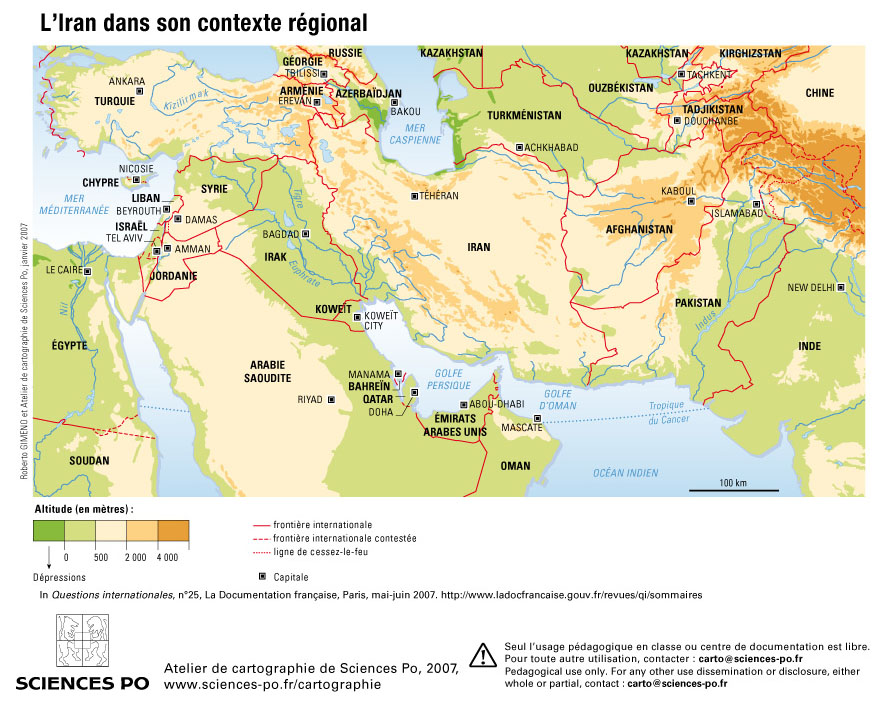 L'Iran dans son contexte régional
RUSSIE
KAZAKHSTAN
KAZAKHSTAN
KIRGHIZSTAN
GÉORGIE
TBILISSI
TACHKENT
ANKARA
TURQUIE
Kizilirmak
ARMÉNIE
EREVAN
AZERBAÏDJAN
BAKOU
OUZBÉKISTAN
CHINE
TURKMÉNISTAN
TADJIKISTAN
DOUCHANBE
MER
CASPIENNE
ACHKHABAD
NICOSIE
CHYPRE
SYRIE
MER
MÉDITERRANÉE
LIBAN
BEYROUTH
DAMAS
Tigre
TÉHÉRAN
KABOUL
ISLAMABAD
ISRAËL
TEL AVIV
AMMAN
BAGDAD
IRAK
IRAN
AFGHANISTAN
LE CAIRE
JORDANIE
Euphrate
NEW DELHI
Nil
KOWEÏT
KOWEÏT
CITY
PAKISTAN
Indus
ÉGYPTE
INDE
ARABIE
SAOUDITE
MANAMA
BAHREÏN
QATAR
DOHA
GOLFE
PERSIQUE
RIYAD
ABOU-DHABI
GOLFE
D'OMAN
Tropique
du Cancer
ÉMIRATS
ARABES UNIS
MASCATE
SOUDAN
OMAN
OCÉAN INDIEN
100 km
Roberto GIMENO et Atelier de cartographie de Sciences Po, janvier 2007
Altitude (en mètres) :
0 500 2 000 4 000
Dépressions
frontière internationale
frontière internationale contestée
ligne de cessez-le-feu
Capitale
In Questions internationales, n°25, La Documentation française, Paris, mai-juin 2007. http://www.ladocfrancaise.gouv.fr/revues/qi/sommaires
SCIENCES PO
Atelier de cartographie de Sciences Po, 2007,
www.sciences-po.fr/cartographie
Seul l'usage pédagogique en classe ou centre de documentation est libre.
Pour toute autre utilisation, contacter : carto@sciences-po.fr
Pedagogical use only. For any other use dissemination or disclosure, either
whole or partial, contact : carto@sciences-po.fr